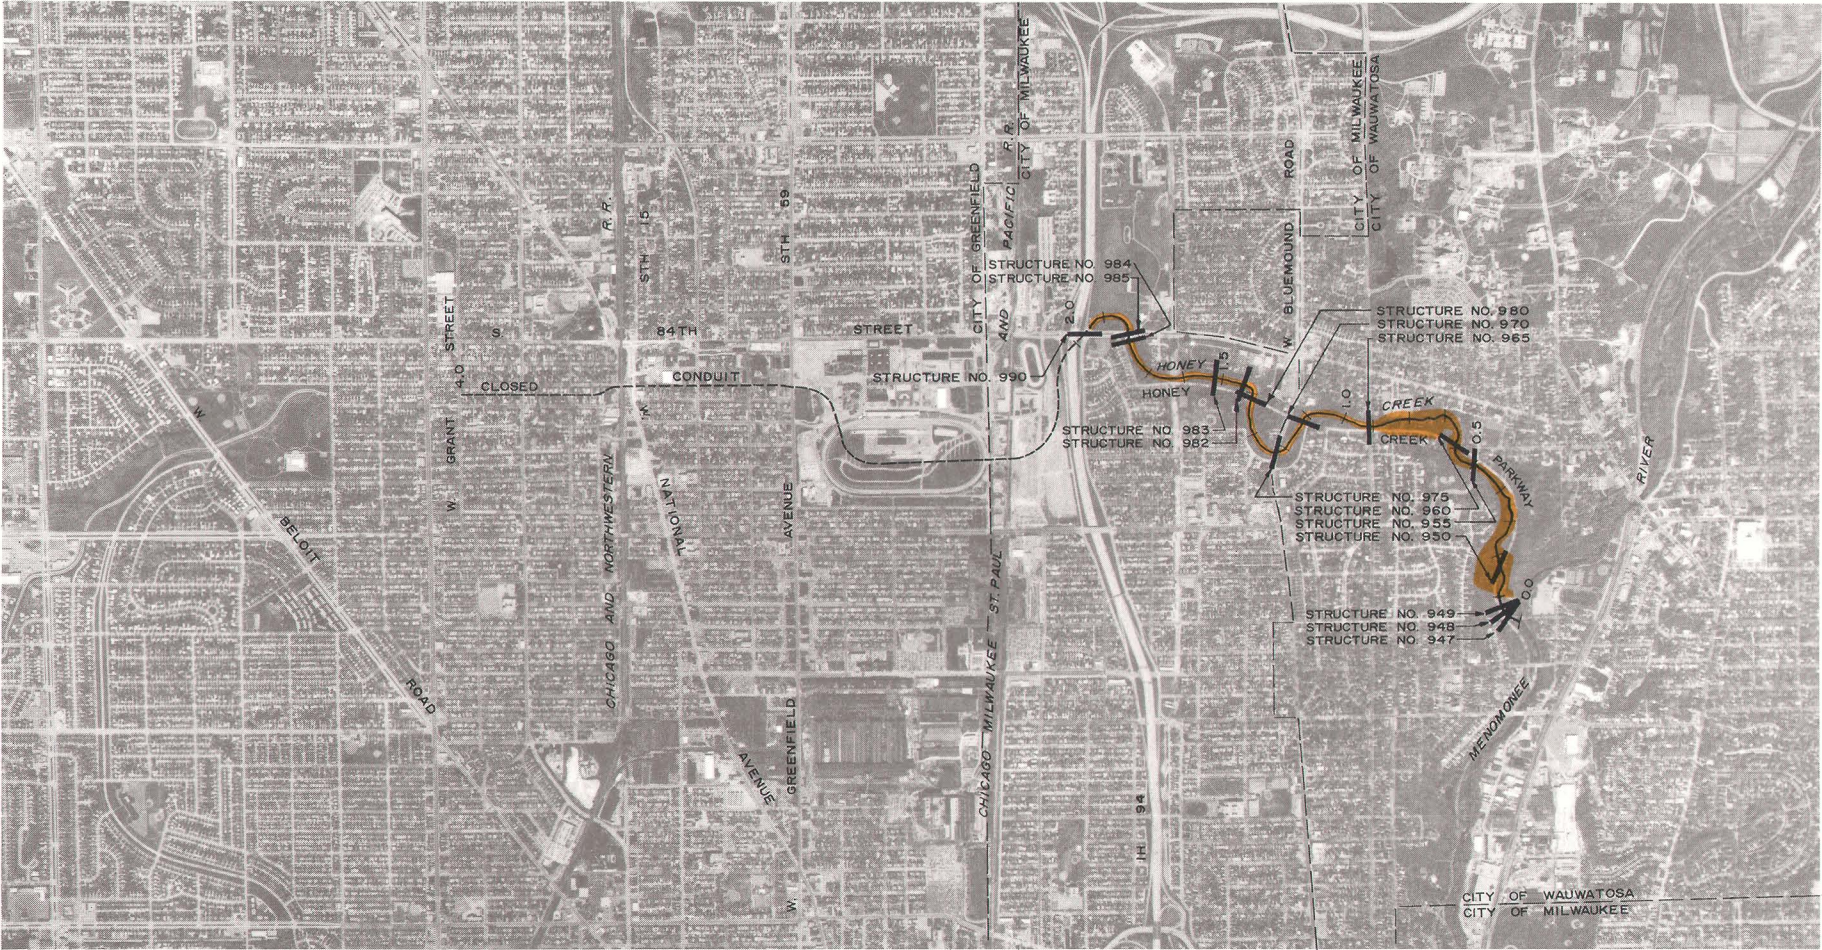 CITY OF MILWAUKEE
R. R.
CITY OF GREENFIELD
AND PACIFIC
CITY OF MILWAUKEE
CITY OF WAUWATOSA
W. BLUEMOUND ROAD
R. R.
STH 15
STH 59
STRUCTURE NO. 984
STRUCTURE NO. 985
2.0
STRUCTURE NO. 980
STRUCTURE NO. 970
STRUCTURE NO. 965
S 84TH STREET
STRUCTURE NO. 990
HONEY CREEK
HONEY CREEK PARKWAY
1.5
1.0
0.5
4.0
CLOSED CONDUIT
W GRANT STREET
STRUCTURE NO. 983
STRUCTURE NO. 982
STRUCTURE NO. 975
STRUCTURE NO. 960
STRUCTURE NO. 955
STRUCTURE NO. 950
0.0
STRUCTURE NO. 949
STRUCTURE NO. 948
STRUCTURE NO. 947
W BELOIT ROAD
CHICAGO AND NORTHWESTERN
W NATIONAL AVENUE
W. GREENFIELD AVENUE
CHICAGO MILWAUKEE ST. PAUL
IH 94
MENOMONEE RIVER
CITY OF WAUWATOSA
CITY OF MILWAUKEE